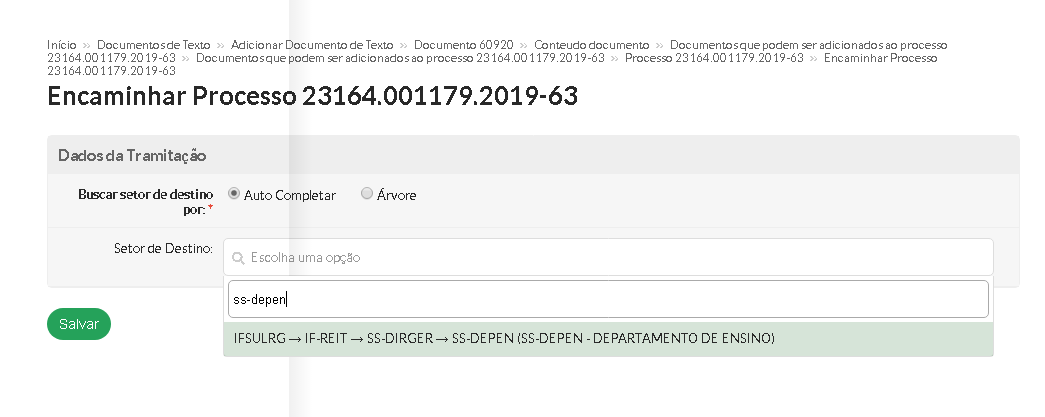 Início » Documentos de Texto » Adicionar Documento de Texto » Documento 60920 » Conteudo documento » Documentos que podem ser adicionados ao processo
23164.001179.2019-63 » Documentos que podem ser adicionados ao processo 23164.001179.2019-63 » Processo 23164.001179.2019-63 » Encaminhar Processo
23164.001179.2019-63
Encaminhar Processo 23164.001179.2019-63
Dados da Tramitação
Buscar setor de destino
por: * Auto Completar Árvore
Setor de Destino: Escolha uma opção
ss-depen
Salvar
IFSULRG → IF-REIT → SS-DIRGER → SS-DEPEN (SS-DEPEN - DEPARTAMENTO DE ENSINO)